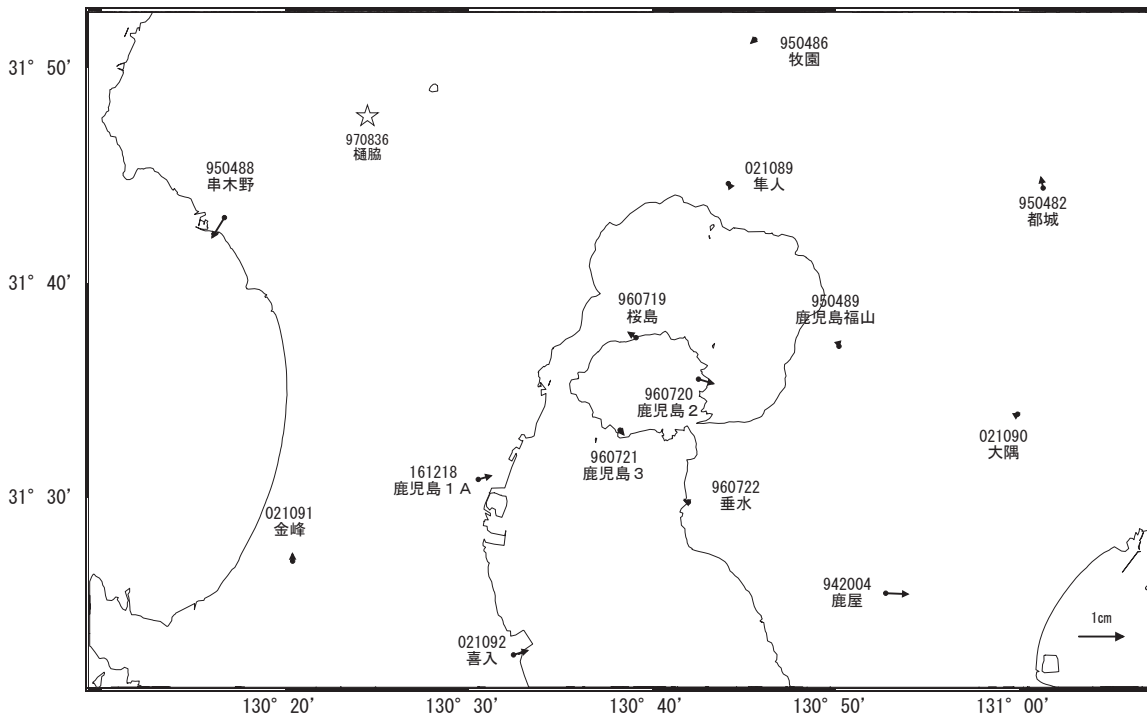 31° 50’
950486
牧園
970836
樋脇
950488
串木野
021089
隼人
950482
都城
31° 40’
960719
桜島
950489
鹿児島福山
960720
鹿児島２
021090
大隅
960721
鹿児島３
161218
鹿児島１Ａ
960722
垂水
31° 30’
021091
金峰
942004
鹿屋
1㎝
021092
喜入
130° 20’
130° 30’
130° 40’
130° 50’
131° 00’